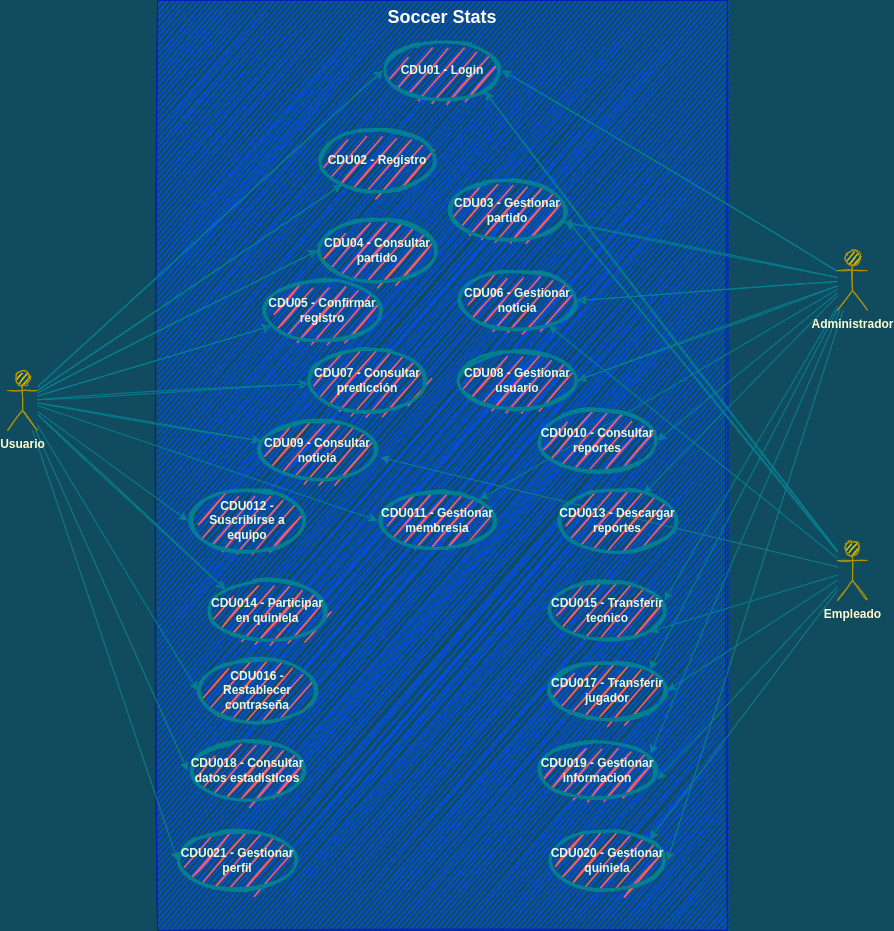 Soccer Stats
CDU01 - Login
CDU02 - Registro
CDU03 - Gestionar
partido
CDU04 - Consultar
partido
CDU05 - Confirmar
registro
CDU06 - Gestionar
noticia
CDU07 - Consultar
predicción
CDU08 - Gestionar
usuario
CDU09 - Consultar
noticia
CDU010 - Consultar
reportes
CDU012 -
Suscribirse a
equipo
CDU011 - Gestionar
membresia
CDU013 - Descargar
reportes
CDU014 - Participar
en quiniela
CDU015 - Transferir
tecnico
CDU016 -
Restablecer
contraseña
CDU017 - Transferir
jugador
CDU018 - Consultar
datos estadísticos
CDU019 - Gestionar
informacion
CDU021 - Gestionar
perfil
CDU020 - Gestionar
quiniela
Usuario
Administrador
Empleado